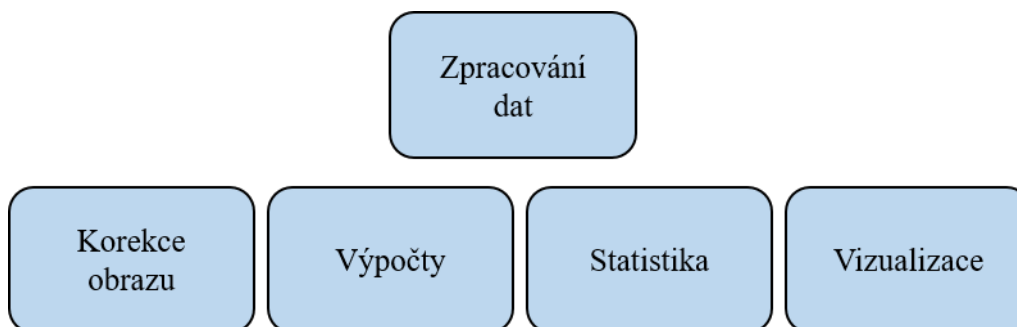 Zpracování
dat
Korekce
obrazu
Výpočty
Statistika
Vizualizace